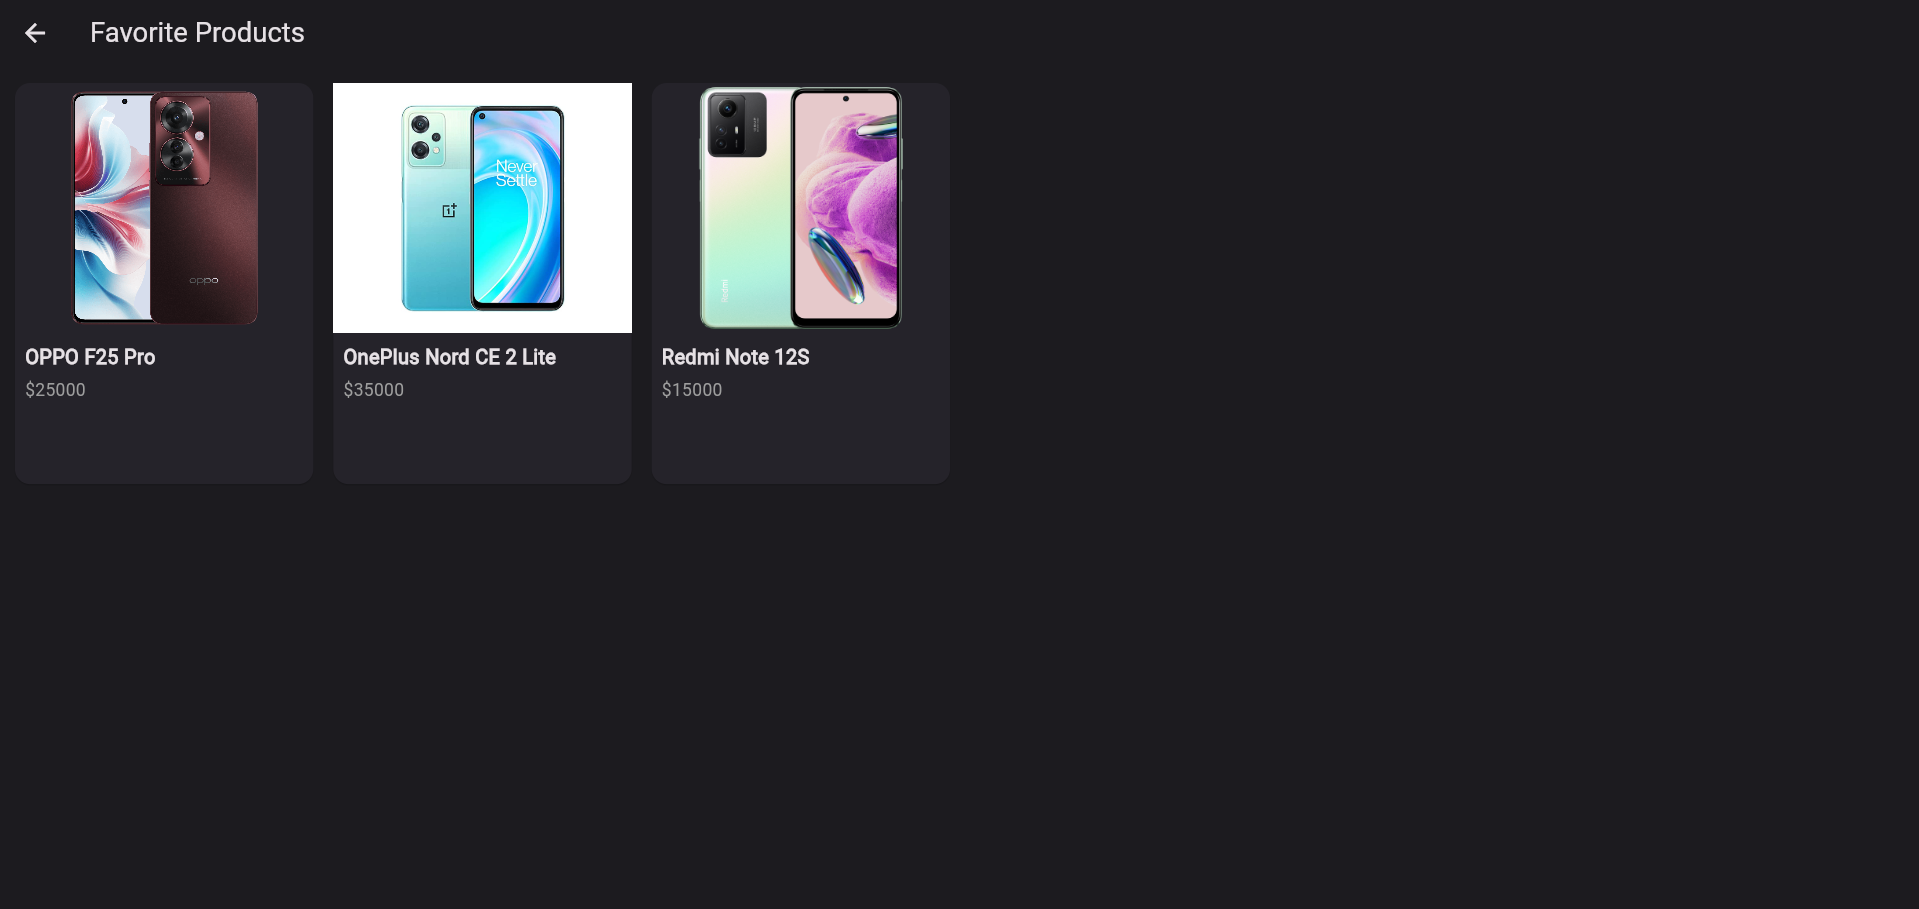 Favorite Products
oppo
Never
Settle
Redmi
OPPO F25 Pro
$25000
OnePlus Nord CE 2 Lite
$35000
Redmi Note 12S
$15000